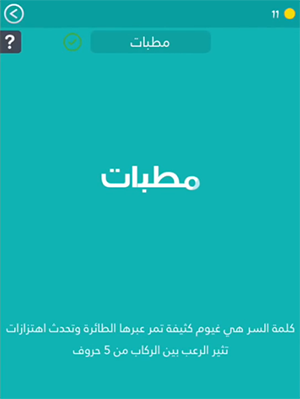 11
?
مطبات
مطبات
كلمة السر هي غيوم كثيفة تمر عبرها الطائرة وتحدث اهتزازات
تثير الرعب بين الركاب من 5 حروف